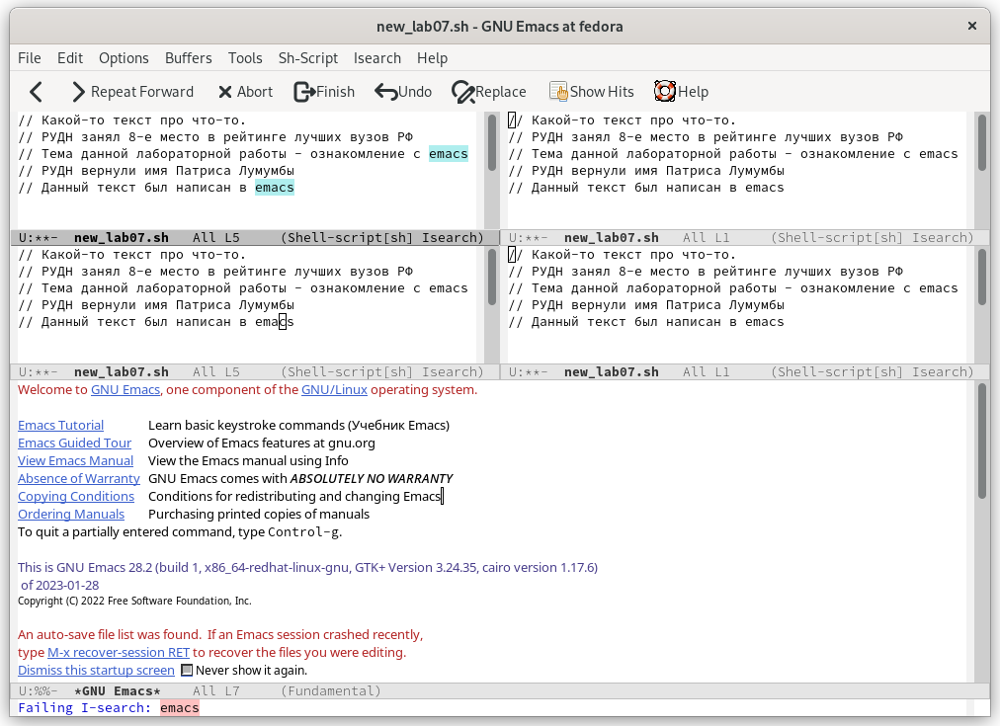 new_lab07.sh - GNU Emacs at fedora
File Edit Options Buffers Tools Sh-Script Isearch Help
Repeat Forward Abort Finish Undo Replace Show Hits Help
// Какой-то текст про что-то.
// РУДН занял 8-е место в рейтинге лучших вузов РФ
// Тема данной лабораторной работы - ознакомление с emacs
// РУДН вернули имя Патриса Лумумбы
// Данный текст был написан в emacs
U:**- new_lab07.sh All L5 (Shell-script[sh] Isearch)
// Какой-то текст про что-то.
// РУДН занял 8-е место в рейтинге лучших вузов РФ
// Тема данной лабораторной работы - ознакомление с emacs
// РУДН вернули имя Патриса Лумумбы
// Данный текст был написан в emacs
U:**- new_lab07.sh All L1 (Shell-script[sh] Isearch)
// Какой-то текст про что-то.
// РУДН занял 8-е место в рейтинге лучших вузов РФ
// Тема данной лабораторной работы - ознакомление с emacs
// РУДН вернули имя Патриса Лумумбы
// Данный текст был написан в emacs
U:**- new_lab07.sh All L5 (Shell-script[sh] Isearch)
// Какой-то текст про что-то.
// РУДН занял 8-е место в рейтинге лучших вузов РФ
// Тема данной лабораторной работы - ознакомление с emacs
// РУДН вернули имя Патриса Лумумбы
// Данный текст был написан в emacs
U:**- new_lab07.sh All L1 (Shell-script[sh] Isearch)
Welcome to GNU Emacs, one component of the GNU/Linux operating system.
Emacs Tutorial Learn basic keystroke commands (Учебник Emacs)
Emacs Guided Tour Overview of Emacs features at gnu.org
View Emacs Manual View the Emacs manual using Info
Absence of Warranty GNU Emacs comes with ABSOLUTELY NO WARRANTY
Copying Conditions Conditions for redistributing and changing Emacs
Ordering Manuals Purchasing printed copies of manuals
To quit a partially entered command, type Control-g.
This is GNU Emacs 28.2 (build 1, x86_64-redhat-linux-gnu, GTK+ Version 3.24.35, cairo version 1.17.6)
of 2023-01-28
Copyright (C) 2022 Free Software Foundation, Inc.
An auto-save file list was found. If an Emacs session crashed recently,
type M-x recover-session RET to recover the files you were editing.
Dismiss this startup screen Never show it again.
U:%%- *GNU Emacs* All L7 (Fundamental)
Failing I-search: emacs